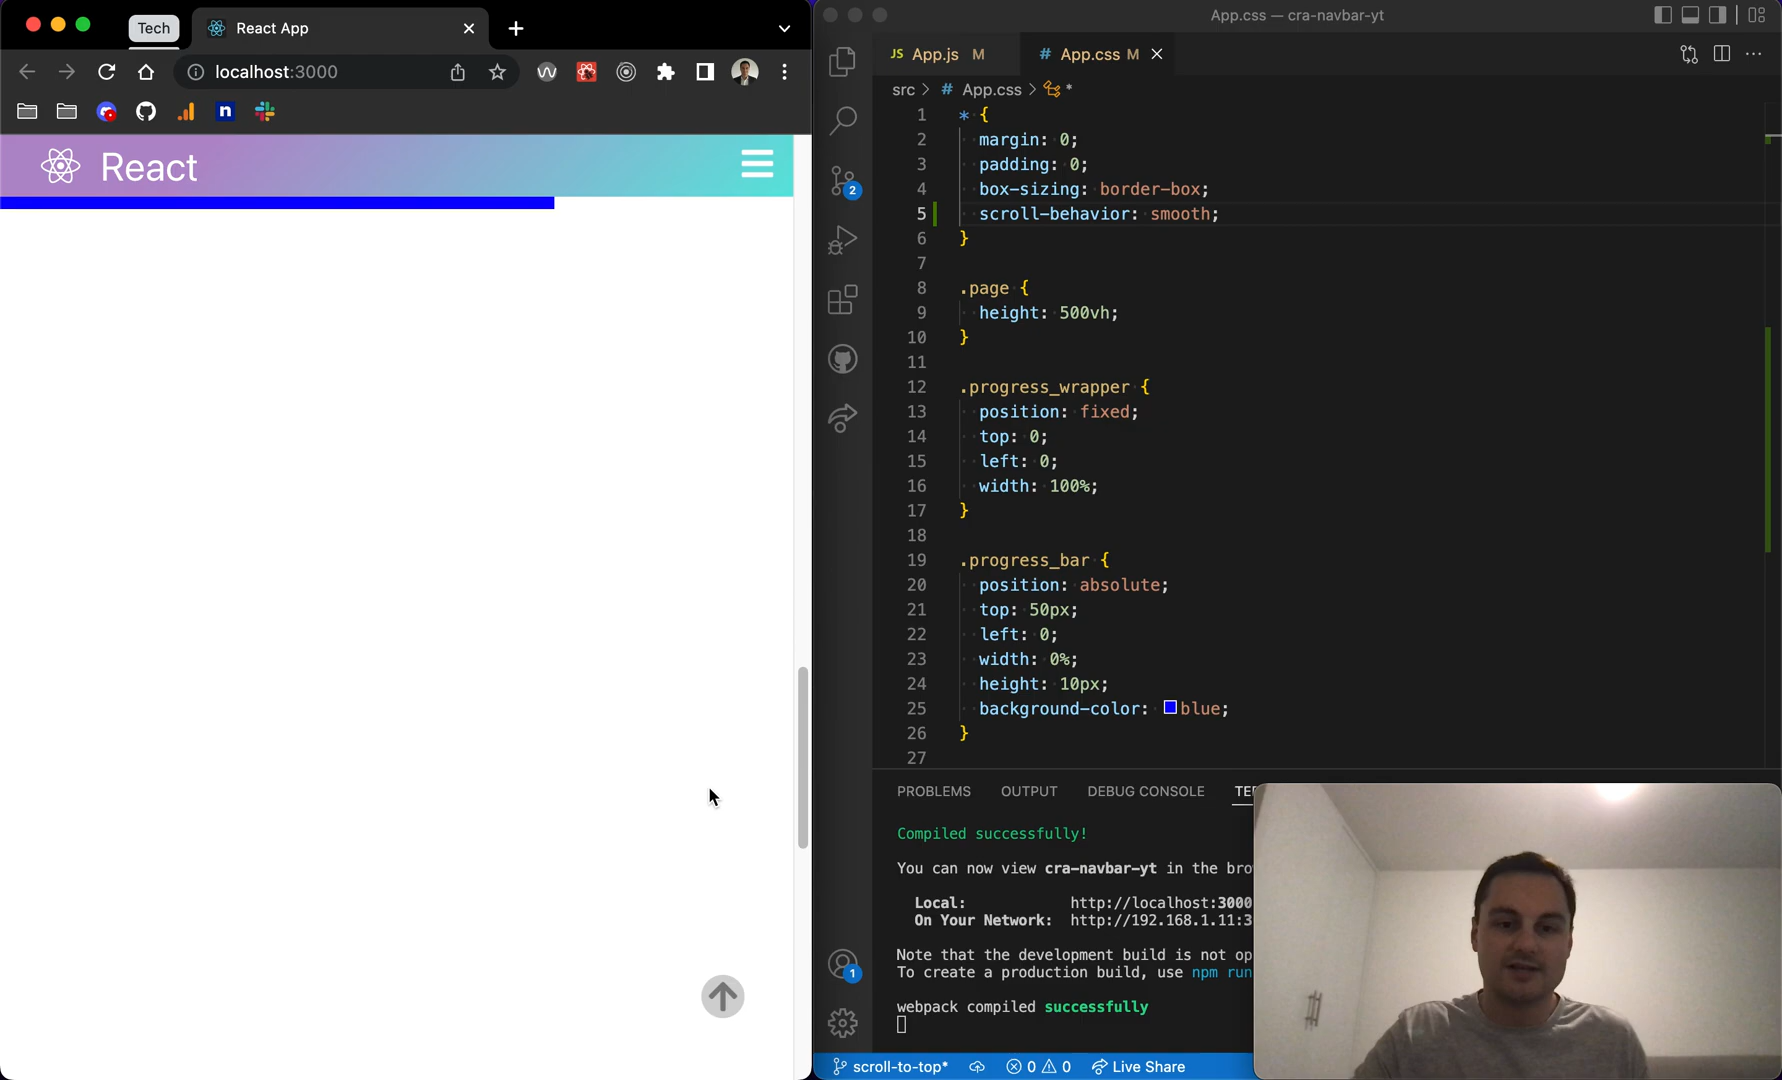 Tech
React App
localhost:3000
React
App.css — cra-navbar-yt
JS App.js M
# App.css M
src > # App.css > *
1 * {
2 margin: 0;
3 padding: 0;
4 box-sizing: border-box;
5 scroll-behavior: smooth;
6 }
7
8 .page {
9 height: 500vh;
10 }
11
12 .progress_wrapper {
13 position: fixed;
14 top: 0;
15 left: 0;
16 width: 100%;
17 }
18
19 .progress_bar {
20 position: absolute;
21 top: 50px;
22 left: 0;
23 width: 0%;
24 height: 10px;
25 background-color: blue;
26 }
27
2
1
PROBLEMS OUTPUT DEBUG CONSOLE TE
Compiled successfully!
You can now view cra-navbar-yt in the bro
Local: http://localhost:3000
On Your Network: http://192.168.1.11:3
Note that the development build is not op
To create a production build, use npm run
webpack compiled successfully
scroll-to-top* 0 0 Live Share